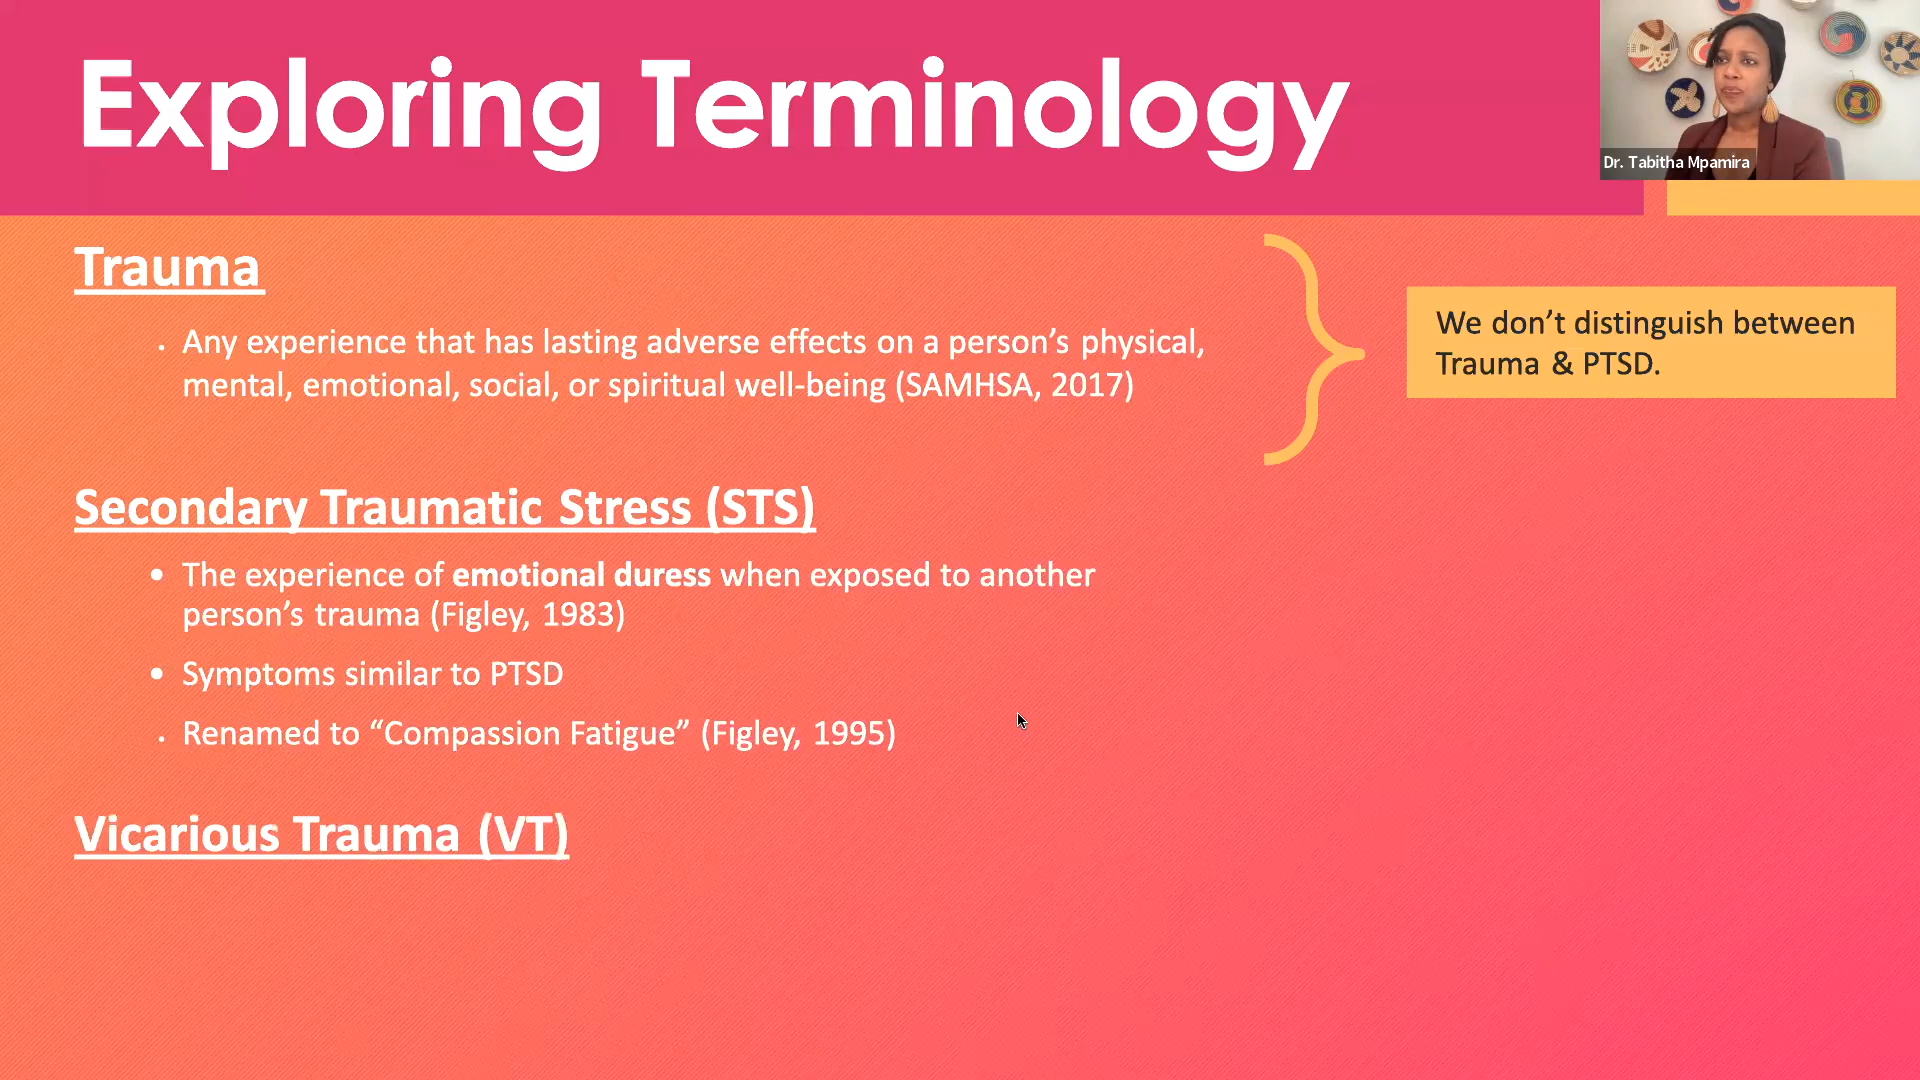 Exploring Terminology
Dr. Tabitha Mpamira
Trauma
Any experience that has lasting adverse effects on a person’s physical,
mental, emotional, social, or spiritual well-being (SAMHSA, 2017)
We don’t distinguish between
Trauma & PTSD.
Secondary Traumatic Stress (STS)
The experience of emotional duress when exposed to another
person’s trauma (Figley, 1983)
Symptoms similar to PTSD
Renamed to “Compassion Fatigue” (Figley, 1995)
Vicarious Trauma (VT)